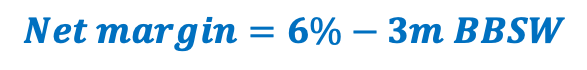 Net margin = 6% − 3m BBSW